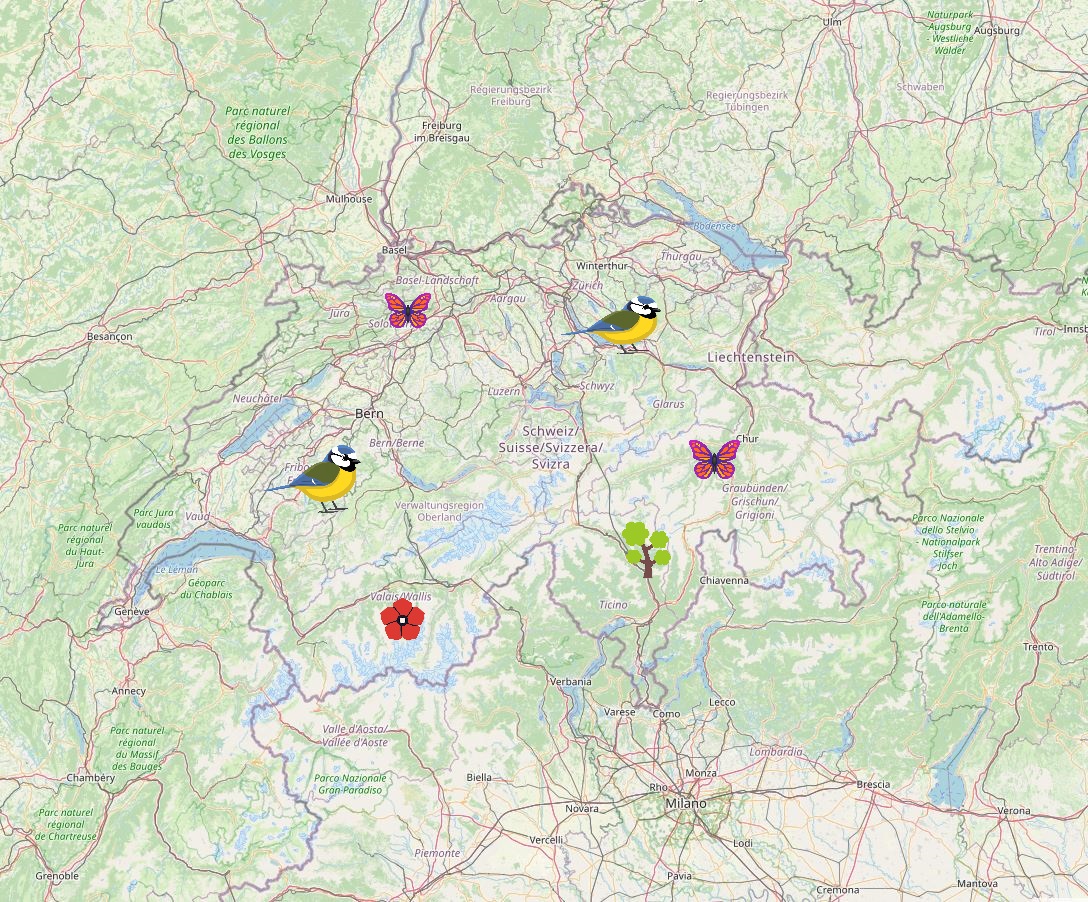 Ulm
Naturpark
Augsburg
- Westliche
Wälder
Augsburg
Regierungsbezirk
Freiburg
Regierungsbezirk
Tübingen
Schwaben
Parc naturel
régional
des Ballons
des Vosges
Freiburg
im Breisgau
Mulhouse
Bodensee
Basel
Winterthur
Thurgau
Basel-Landschaft
Zürich
Aargau
Jura
Besançon
Tirol
Liechtenstein
Luzern
Schwyz
Neuchâtel
Glarus
Bern
Bern/Berne
Schweiz/
Suisse/Svizzera/
Svizra
Chur
Graubünden/
Grischun/
Grigioni
Verwaltungsregion
Oberland
Parc Jura
vaudois
Vaud
Parc naturel
régional
du Haut-
Jura
Parco Nazionale
dello Stelvio
- Nationalpark
Stilfser
Joch
Trentino-
Alto Adige/
Südtirol
Le Léman
Géoparc
du Chablais
Chiavenna
Valais/Wallis
Ticino
Genève
Parco naturale
dell'Adamello-
Brenta
Trento
Annecy
Verbania
Lecco
Varese
Como
Parc naturel
régional
du Massif
des Bauges
Valle d'Aosta/
Vallée d'Aoste
Lombardia
Chambéry
Parco Nazionale
Gran Paradiso
Biella
Monza
Rho
Brescia
Milano
Novara
Verona
Parc naturel
régional
de Chartreuse
Vercelli
Lodi
Piemonte
Grenoble
Pavia
Cremona
Mantova